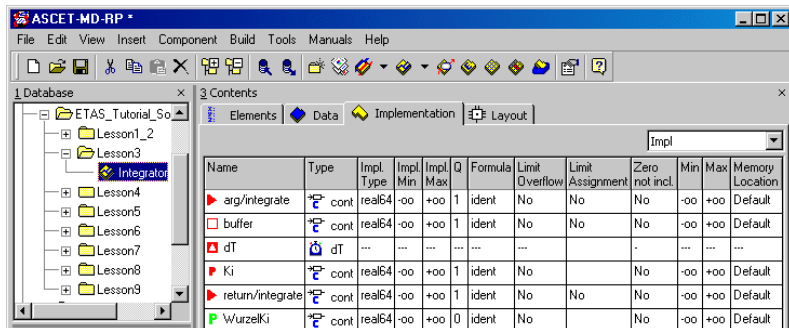 ASCET-MD-RP *
File Edit View Insert Component Build Tools Manuals Help
1 Database
3 Contents
ETAS_Tutorial_So
Lesson1_2
Lesson3
Integrator
Lesson4
Lesson5
Lesson6
Lesson7
Lesson8
Lesson9
Elements Data Implementation Layout
Impl
Name Type Impl. Type Impl. Min Impl. Max Q Formula Limit Overflow Limit Assignment Zero not incl. Min Max Memory Location
arg/integrate cont real64 -oo +oo 1 ident No No No -oo +oo Default
buffer cont real64 -oo +oo 1 ident No No No -oo +oo Default
dT dT --- --- --- --- --- --- - --- --- ---
Ki cont real64 -oo +oo 1 ident No No -oo +oo Default
return/integrate cont real64 -oo +oo 1 ident No No No -oo +oo Default
WurzelKi cont real64 -oo +oo 0 ident No No -oo +oo Default